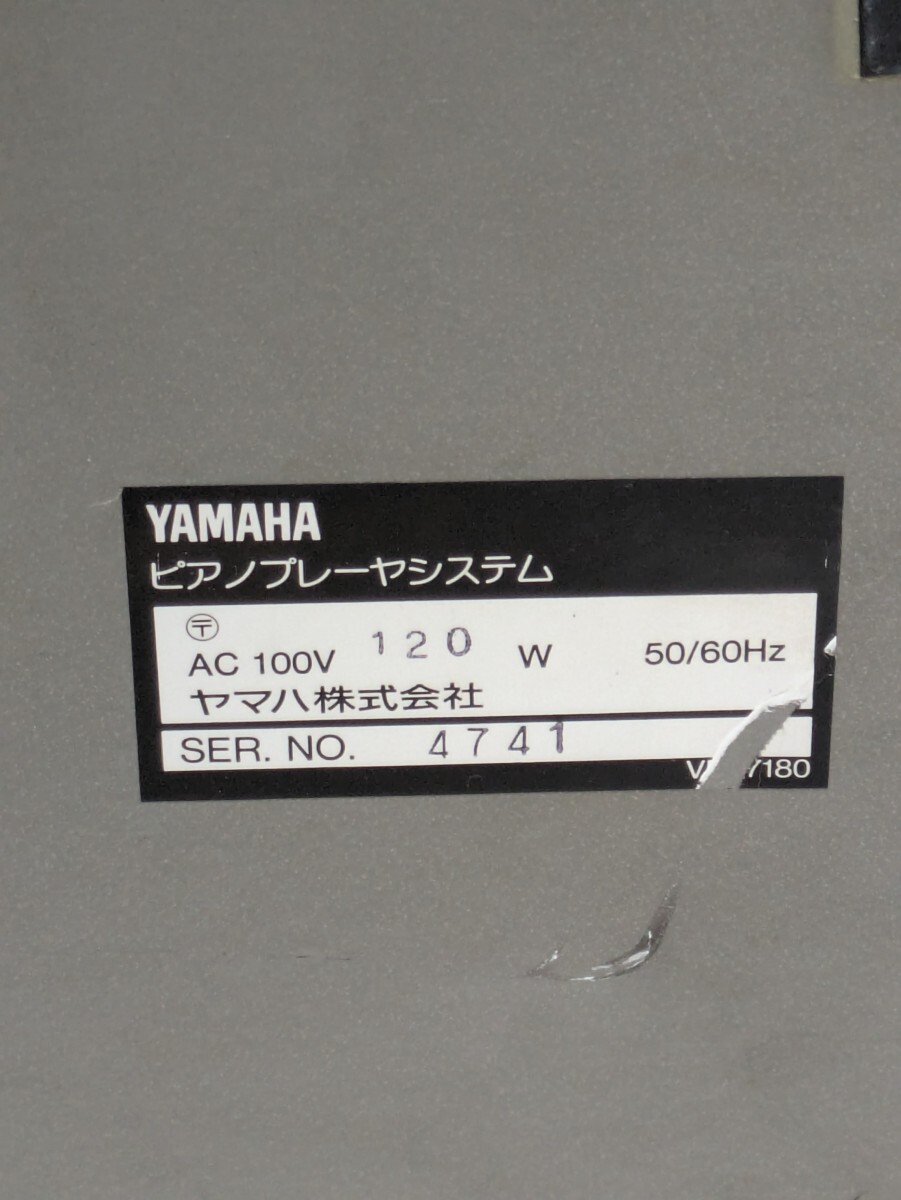 YAMAHA
ピアノプレーヤシステム
〶
AC 100V 120 W 50/60Hz
ヤマハ株式会社
SER. NO. 4741